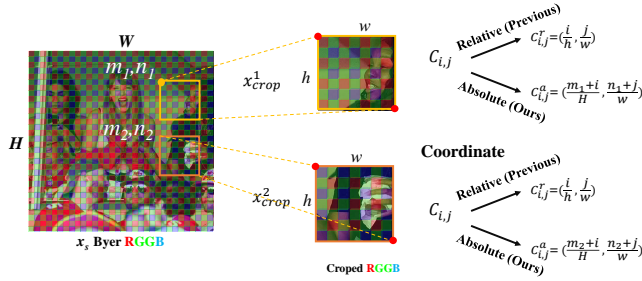 W
H
m₁,n₁
m₂,n₂
xₛ Byer RGGB
x¹crop
w
h
x²crop
w
h
Croped RGGB
Cᵢ,ⱼ
Relative (Previous)
Cʳᵢ,ⱼ=(i/h, j/w)
Absolute (Ours)
Cᵃᵢ,ⱼ=(m₁+i/H, n₁+j/W)
Coordinate
Cᵢ,ⱼ
Relative (Previous)
Cʳᵢ,ⱼ=(i/h, j/w)
Absolute (Ours)
Cᵃᵢ,ⱼ=(m₂+i/H, n₂+j/W)